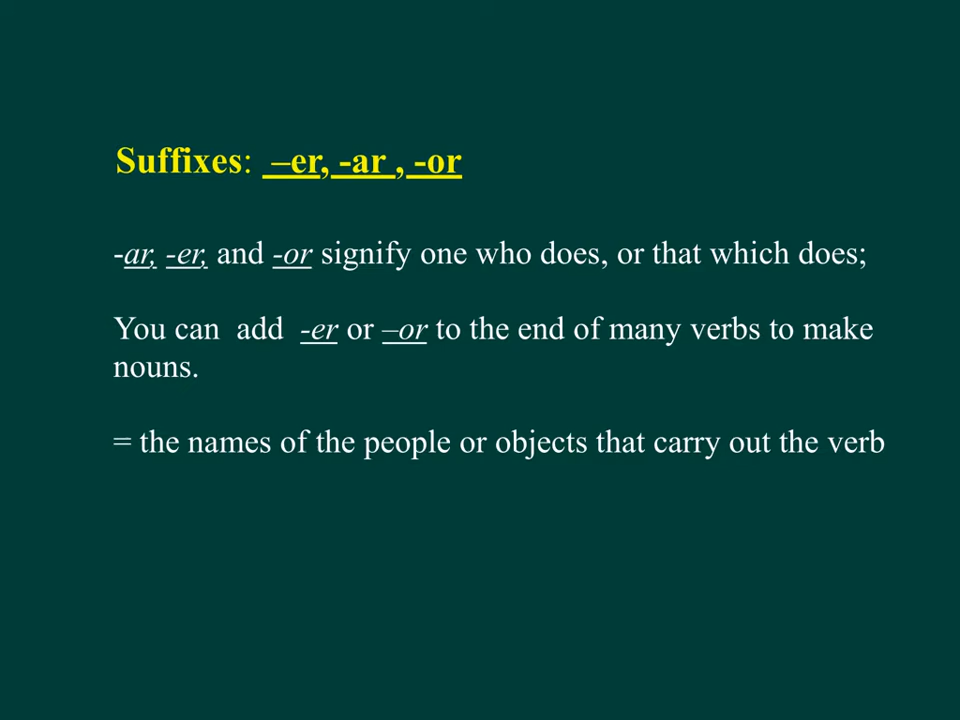 Suffixes: –er, -ar , -or
-ar, -er, and -or signify one who does, or that which does;
You can add -er or –or to the end of many verbs to make
nouns.
= the names of the people or objects that carry out the verb